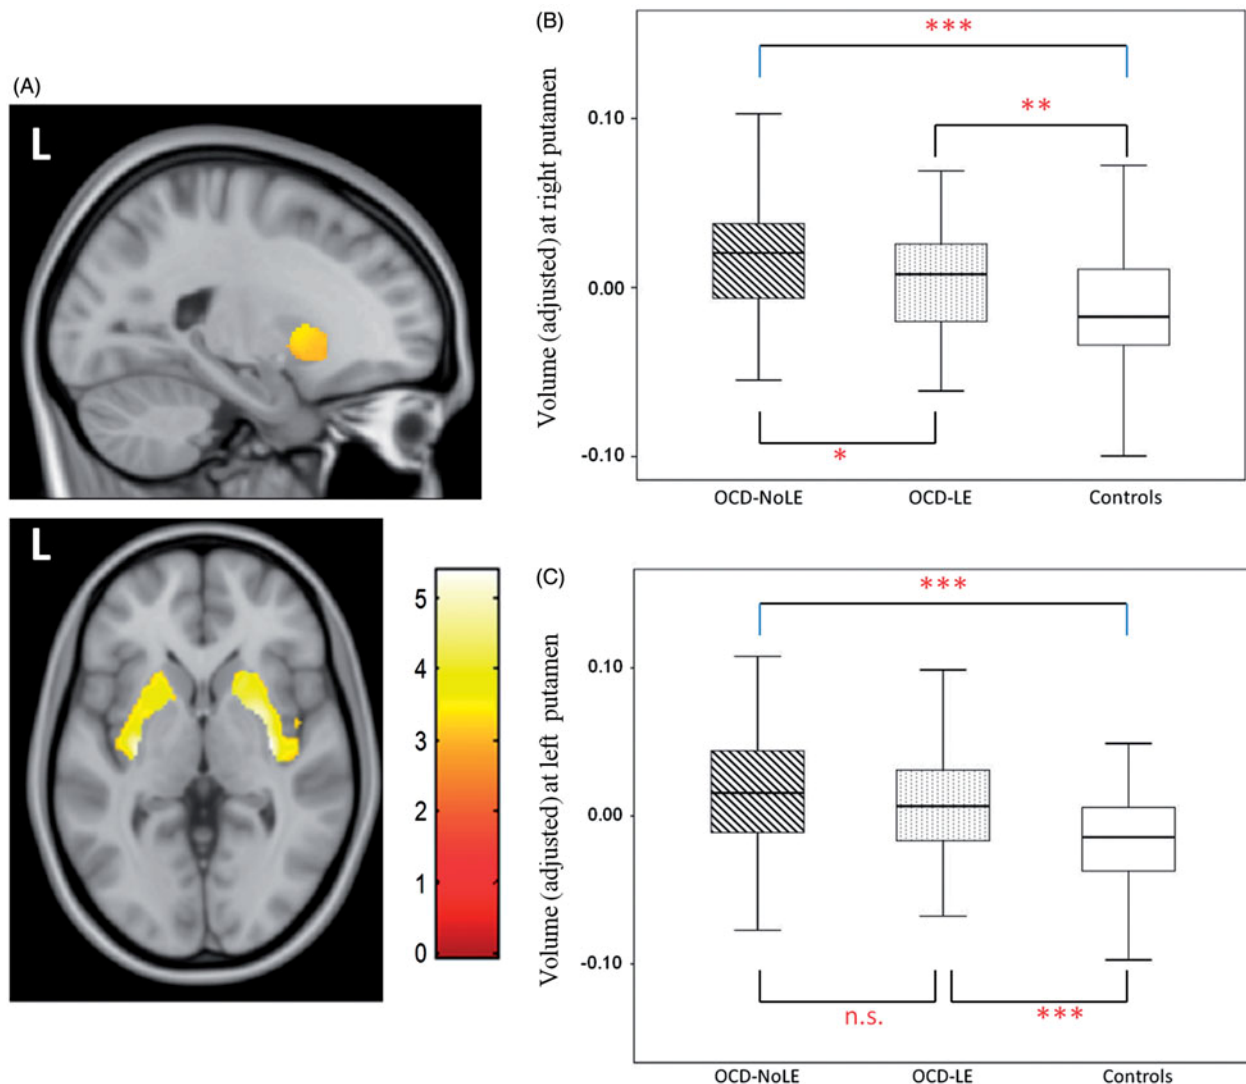 (A)
L
L
5
4
3
2
1
0
(B)
Volume (adjusted) at right putamen
***
**
0.10
0.00
-0.10
*
OCD-NoLE OCD-LE Controls
(C)
Volume (adjusted) at left putamen
***
0.10
0.00
-0.10
n.s. ***
OCD-NoLE OCD-LE Controls